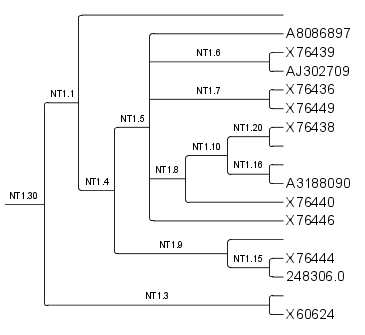 A8086897
NT1.6 X76439
AJ302709
NT1.1 NT1.7 X76436
X76449
NT1.5 NT1.20 X76438
NT1.10
NT1.8 NT1.16
NT1.4 A3188090
NT1.30 X76440
X76446
NT1.9
NT1.15 X76444
248306.0
NT1.3
X60624